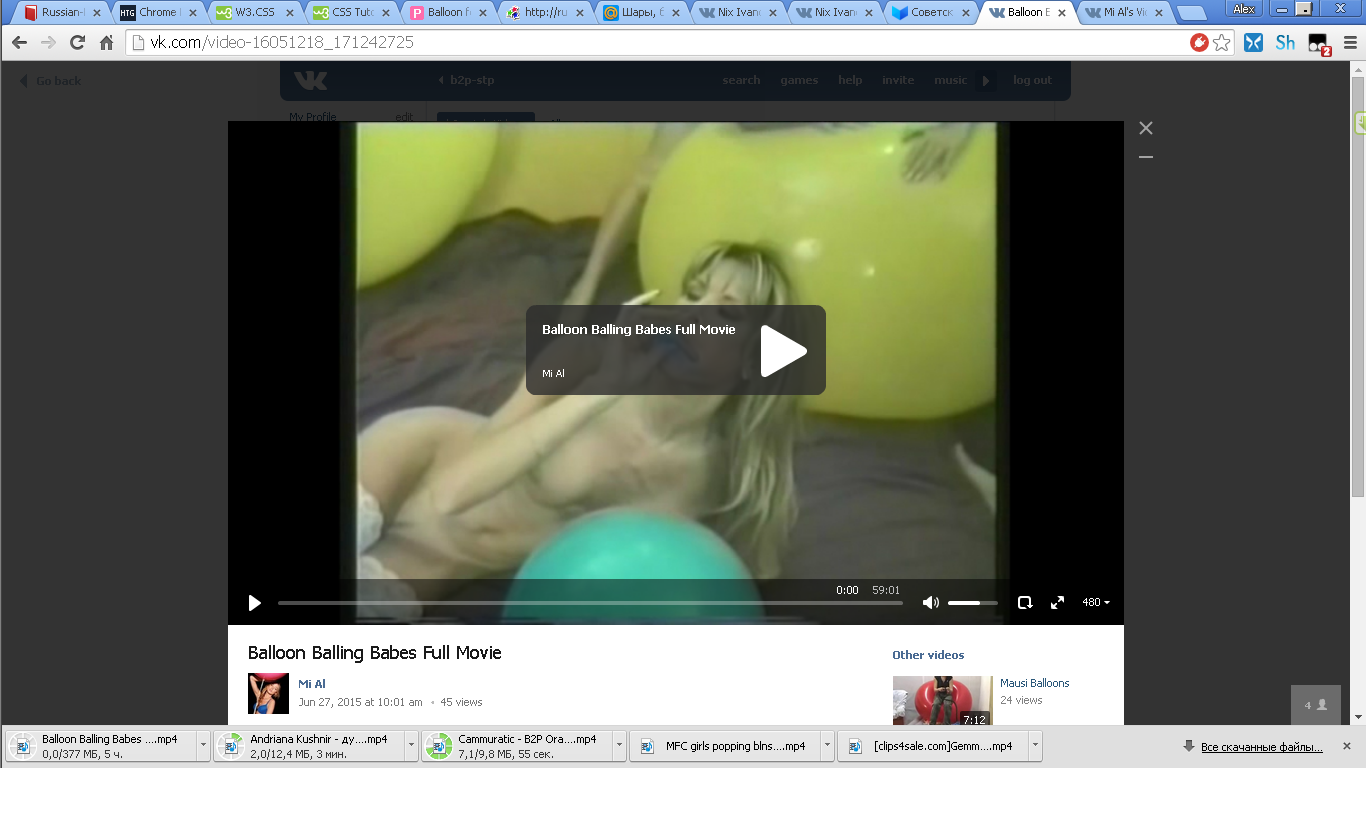 Russian-
HTG Chrome
W3.CSS
CSS Tuto
Balloon F
http://ru
Шары, б
Nix Ivano
Nix Ivano
Советск
Balloon B
Mi Al's Vi
Alex
vk.com/video-16051218_171242725
Sh
2
Go back
b2p-stp
search
games
help
invite
music
log out
My Profile
edit
Balloon Balling Babes Full Movie
Mi Al
0:00
59:01
480
Balloon Balling Babes Full Movie
Mi Al
Jun 27, 2015 at 10:01 am • 45 views
Other videos
Mausi Balloons
24 views
7:12
4
Balloon Balling Babes ....mp4
0,0/377 МБ, 5 ч.
Andriana Kushnir - ду....mp4
2,0/12,4 МБ, 3 мин.
Cammuratic - B2P Ora....mp4
7,1/9,8 МБ, 55 сек.
MFC girls popping blns....mp4
[clips4sale.com]Gemm....mp4
Все скачанные файлы...